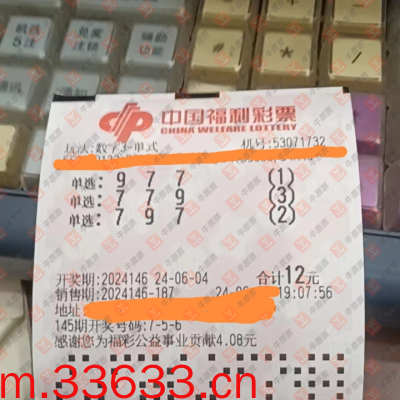 中国福利彩票
CHINA WELFARE LOTTERY
玩法:数字3-单式 机号:53071732
单选: 9 7 7 (1)
单选: 7 7 9 (3)
单选: 7 9 7 (2)
开奖期:2024146 24-06-04 合计12元
销售期:2024146-187 19:07:56
地址
145期开奖号码:7-5-6
感谢您为福彩公益事业贡献4.08元
m.33633.cn